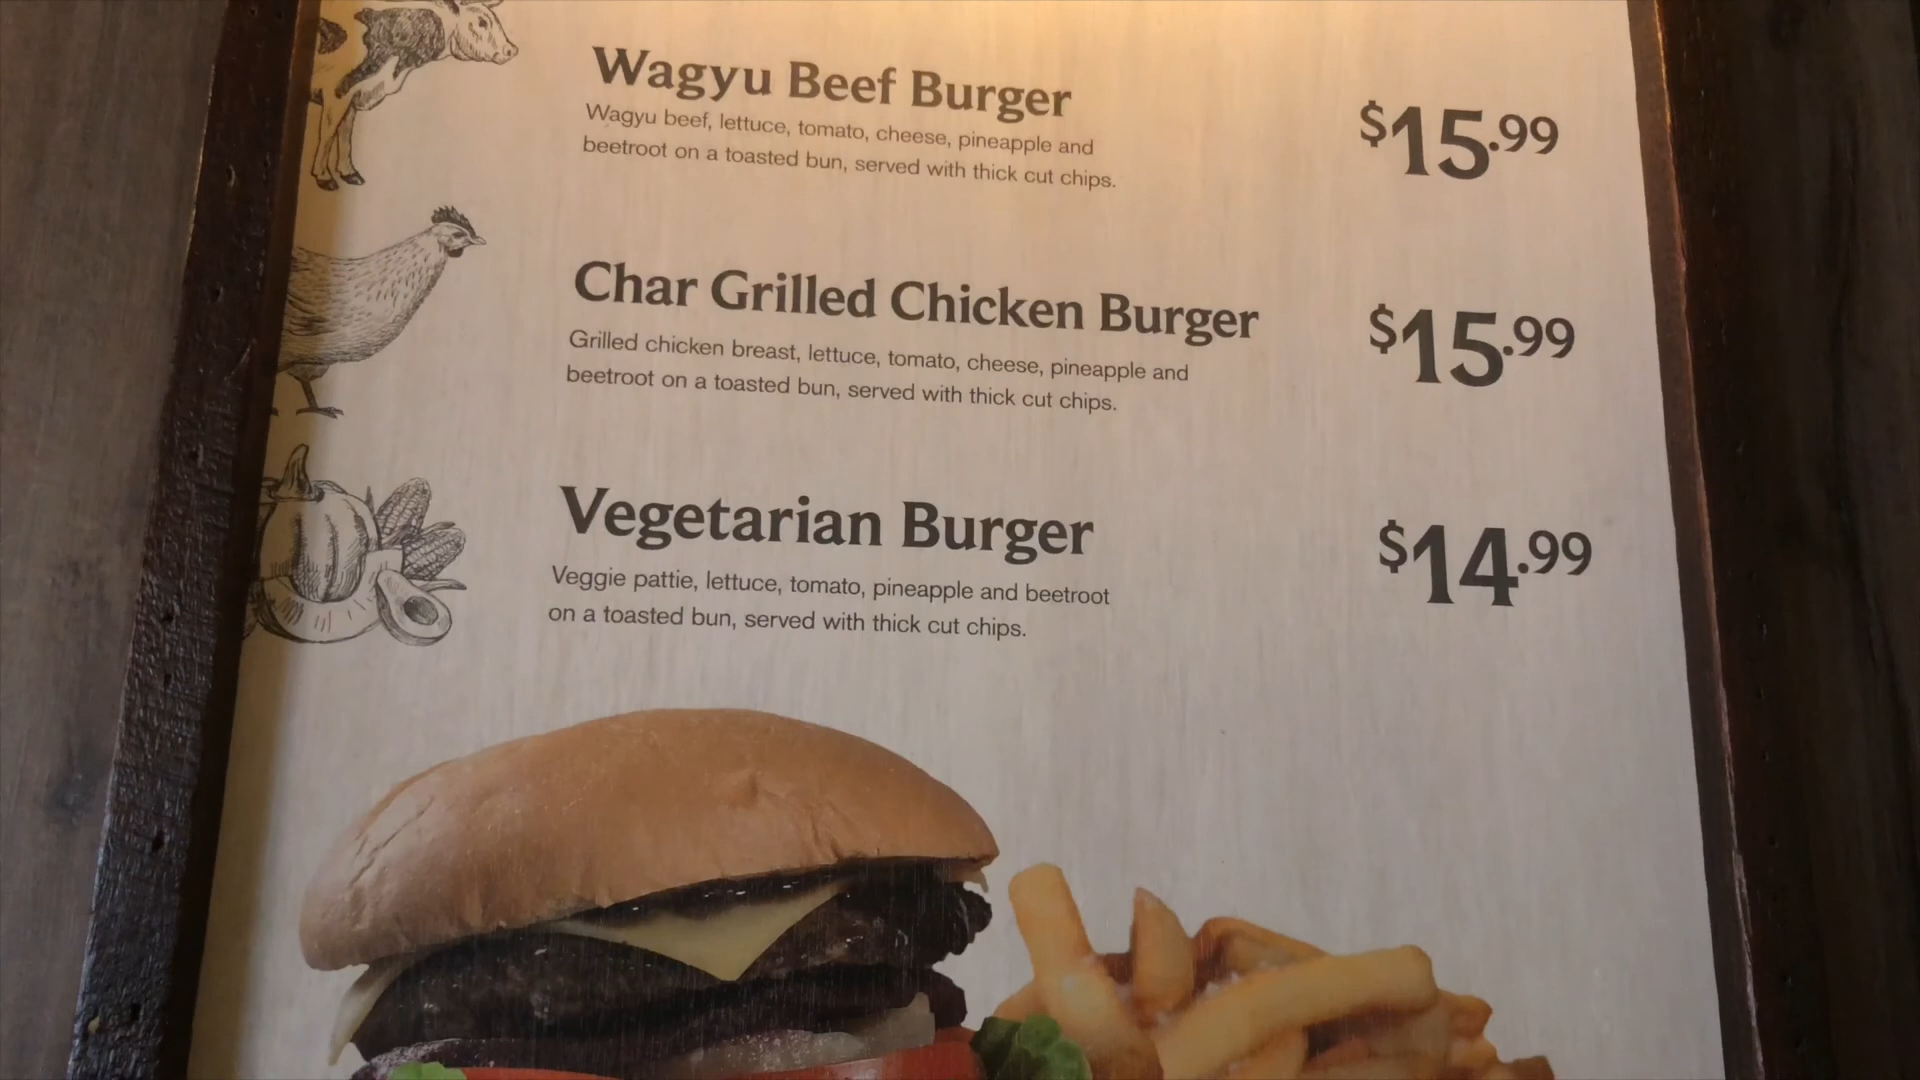 Wagyu Beef Burger
Wagyu beef, lettuce, tomato, cheese, pineapple and
beetroot on a toasted bun, served with thick cut chips.
$15.99
Char Grilled Chicken Burger
Grilled chicken breast, lettuce, tomato, cheese, pineapple and
beetroot on a toasted bun, served with thick cut chips.
$15.99
Vegetarian Burger
Veggie pattie, lettuce, tomato, pineapple and beetroot
on a toasted bun, served with thick cut chips.
$14.99